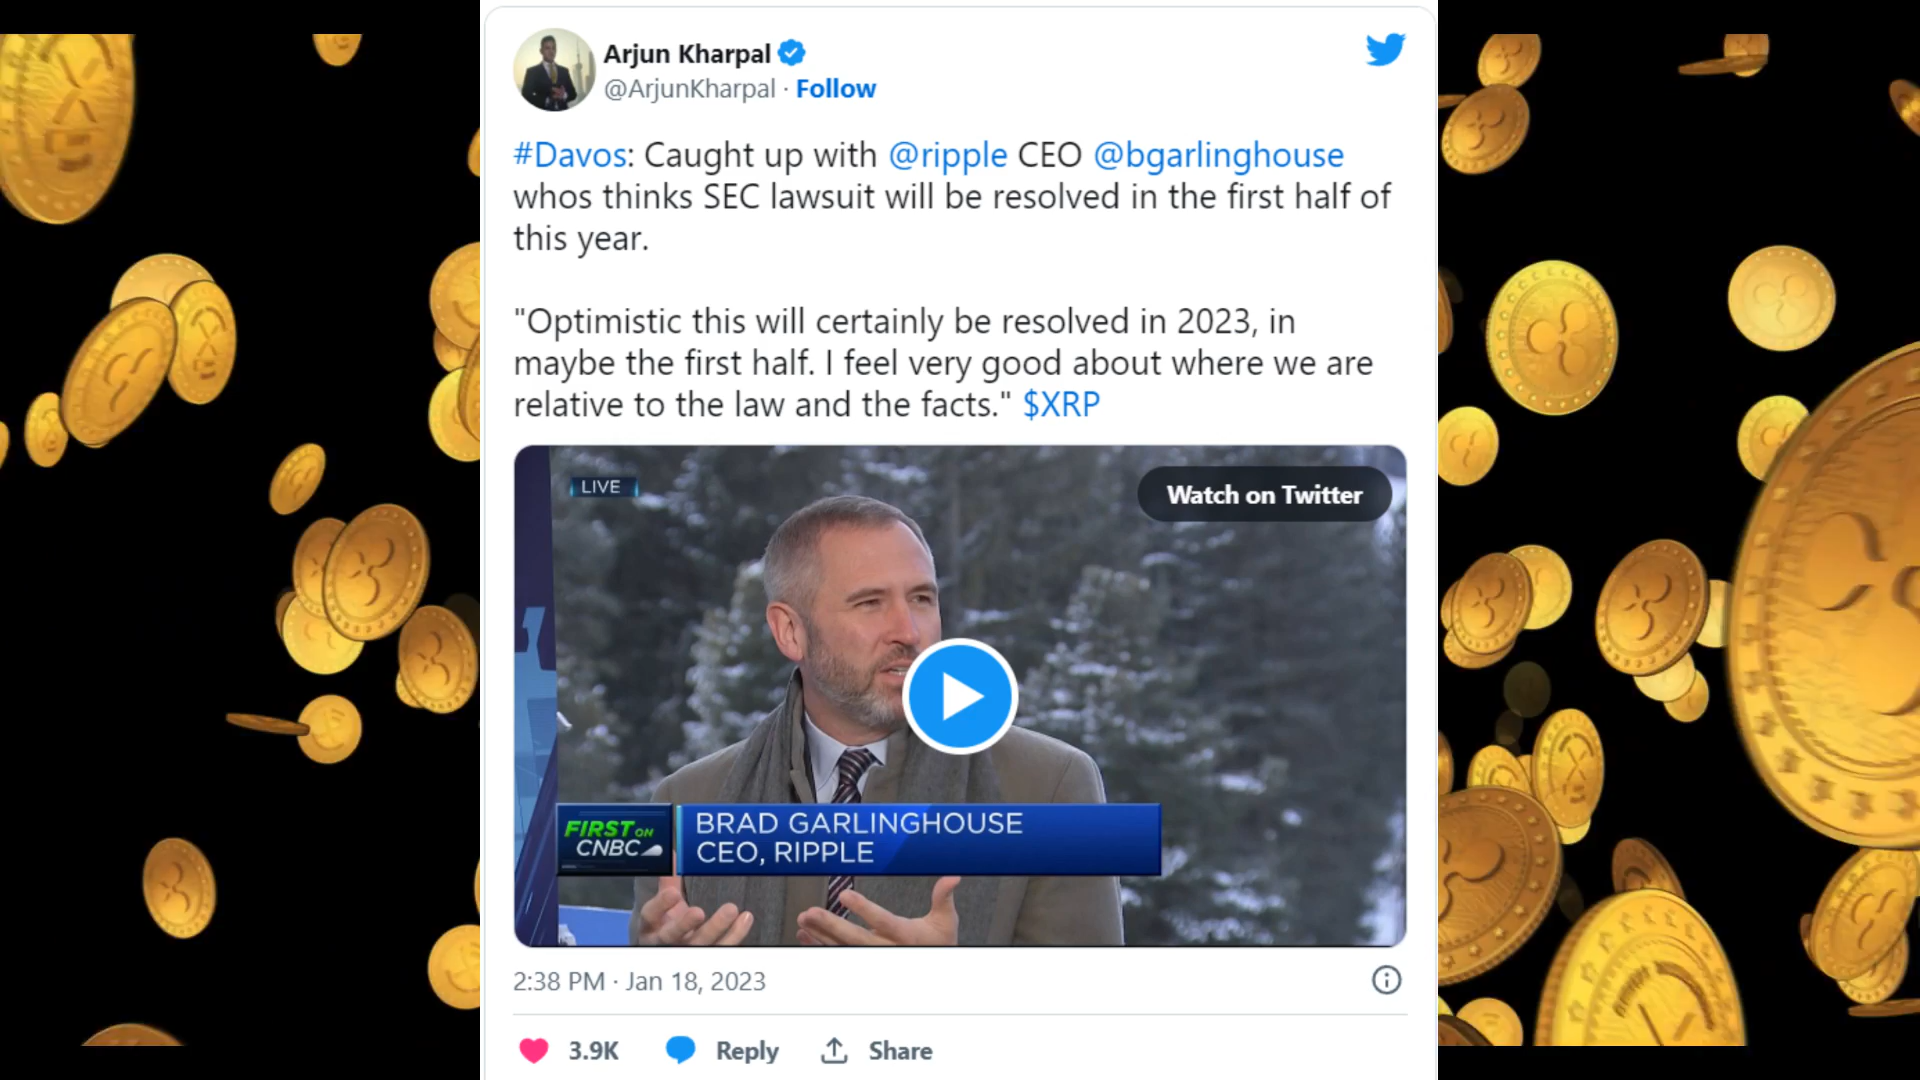 Arjun Kharpal
@ArjunKharpal · Follow
#Davos: Caught up with @ripple CEO @bgarlinghouse
whos thinks SEC lawsuit will be resolved in the first half of
this year.
"Optimistic this will certainly be resolved in 2023, in
maybe the first half. I feel very good about where we are
relative to the law and the facts." $XRP
LIVE
Watch on Twitter
FIRST ON
CNBC
BRAD GARLINGHOUSE
CEO, RIPPLE
2:38 PM · Jan 18, 2023
3.9K
Reply
Share